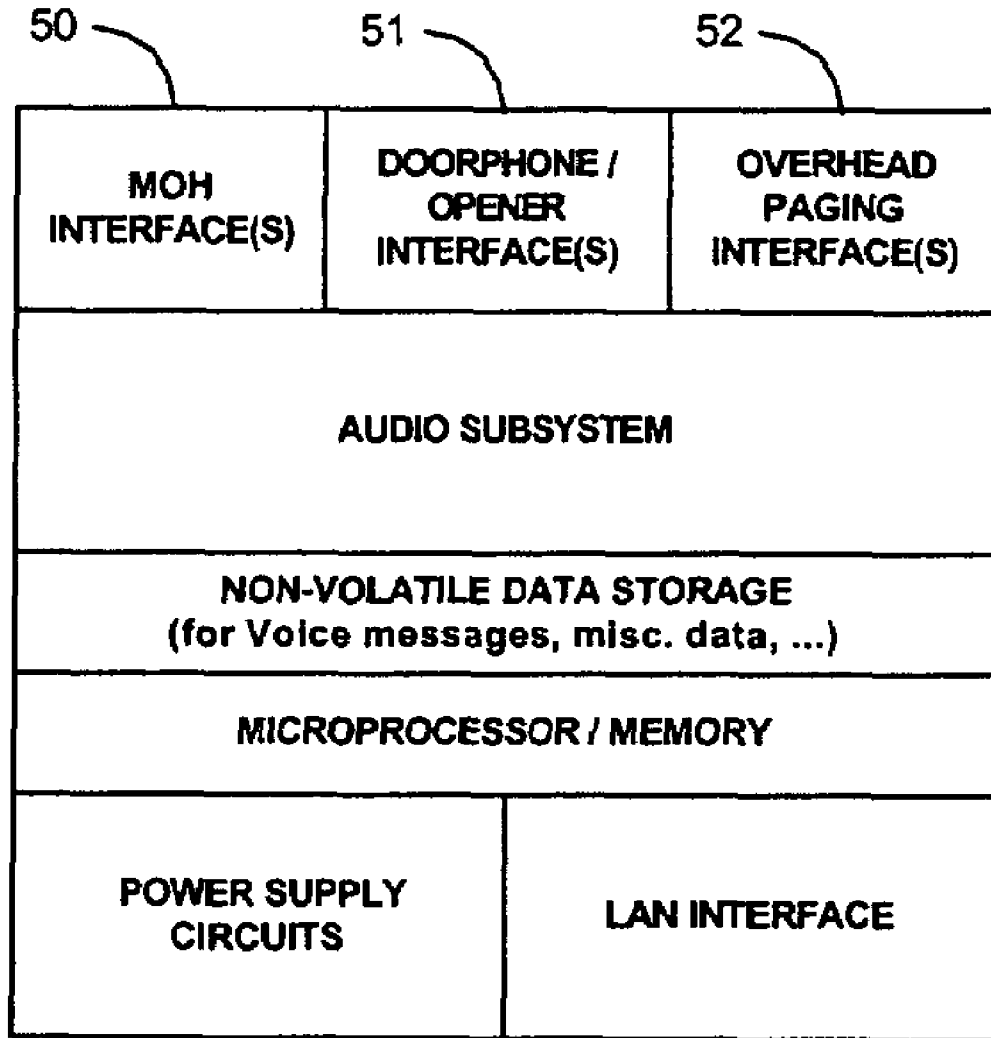 50 51 52
MOH
INTERFACE(S)
DOORPHONE /
OPENER
INTERFACE(S)
OVERHEAD
PAGING
INTERFACE(S)
AUDIO SUBSYSTEM
NON-VOLATILE DATA STORAGE
(for Voice messages, misc. data, ...)
MICROPROCESSOR / MEMORY
POWER SUPPLY
CIRCUITS
LAN INTERFACE